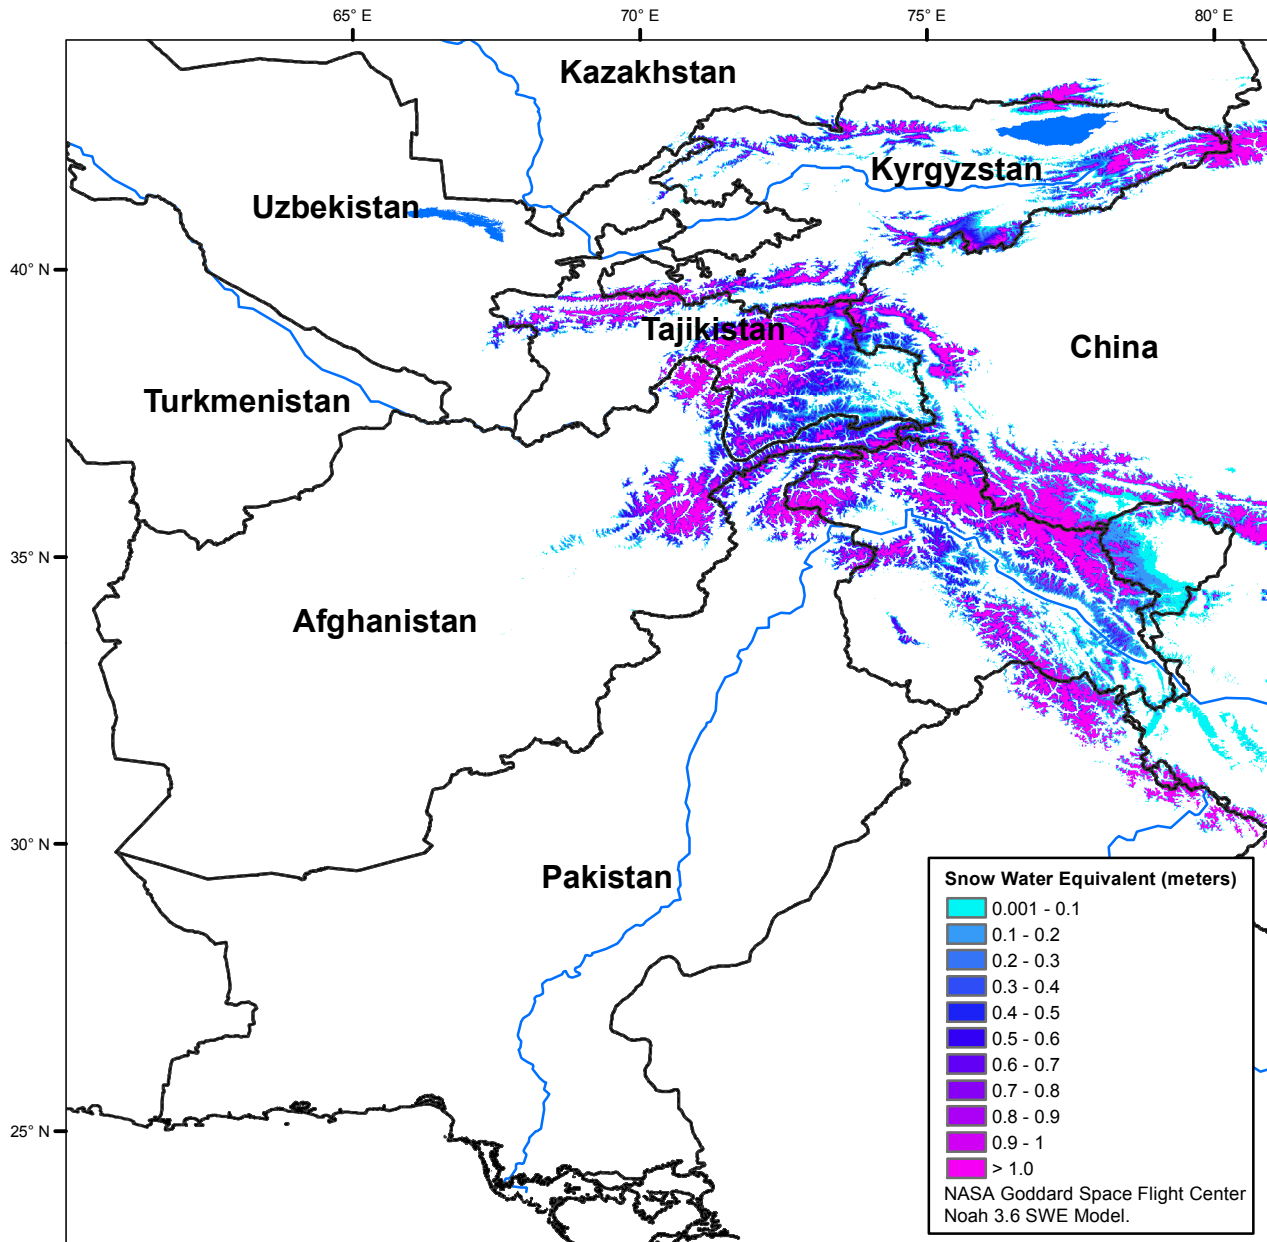 65° E
70° E
75° E
80° E
Kazakhstan
Kyrgyzstan
Uzbekistan
40° N
Tajikistan
China
Turkmenistan
35° N
Afghanistan
30° N
Pakistan
25° N
Snow Water Equivalent (meters)
0.001 - 0.1
0.1 - 0.2
0.2 - 0.3
0.3 - 0.4
0.4 - 0.5
0.5 - 0.6
0.6 - 0.7
0.7 - 0.8
0.8 - 0.9
0.9 - 1
> 1.0
NASA Goddard Space Flight Center
Noah 3.6 SWE Model.